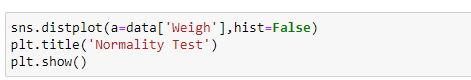 sns.distplot(a=data['Weigh'],hist=False)
plt.title('Normality Test')
plt.show()